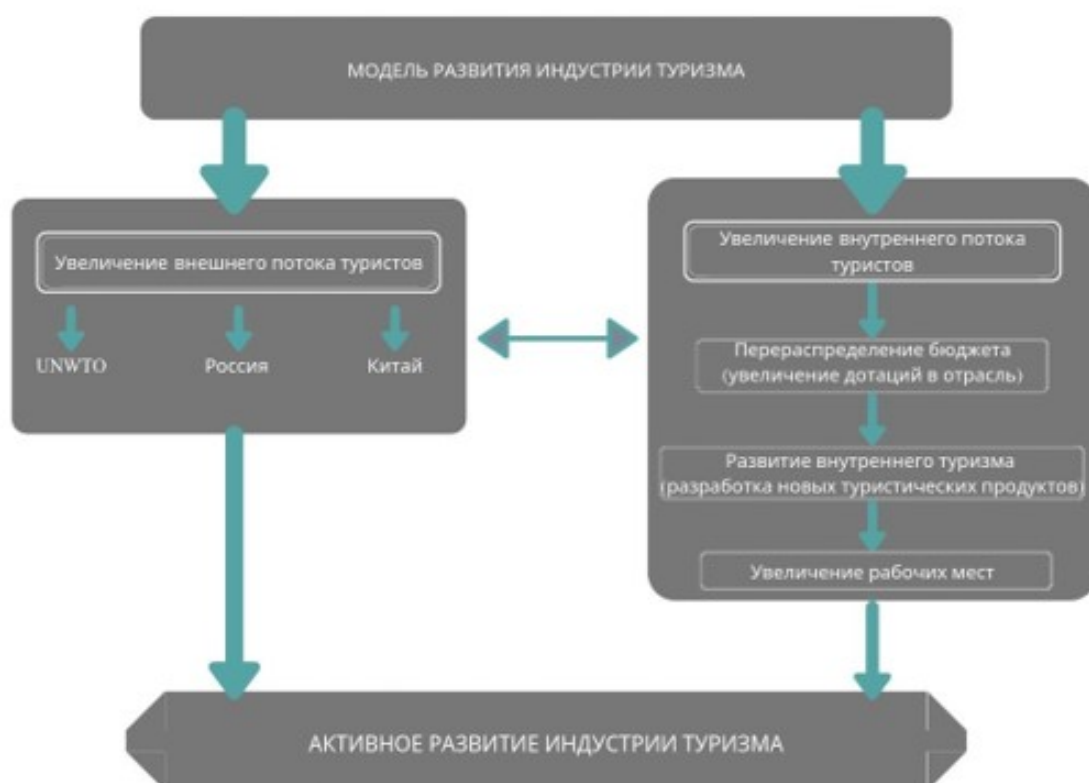 МОДЕЛЬ РАЗВИТИЯ ИНДУСТРИИ ТУРИЗМА
Увеличение внешнего потока туристов
UNWTO
Россия
Китай
Увеличение внутреннего потока
туристов
Перераспределение бюджета
(увеличение дотаций в отрасль)
Развитие внутреннего туризма
(разработка новых туристических продуктов)
Увеличение рабочих мест
АКТИВНОЕ РАЗВИТИЕ ИНДУСТРИИ ТУРИЗМА